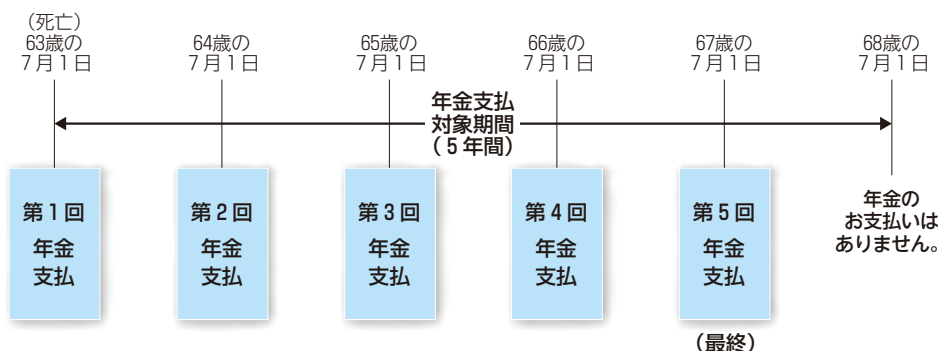 (死亡)
63歳の
7月1日
64歳の
7月1日
65歳の
7月1日
66歳の
7月1日
67歳の
7月1日
68歳の
7月1日
年金支払
対象期間
(5年間)
第1回
年金
支払
第2回
年金
支払
第3回
年金
支払
第4回
年金
支払
第5回
年金
支払
(最終)
年金の
お支払いは
ありません。